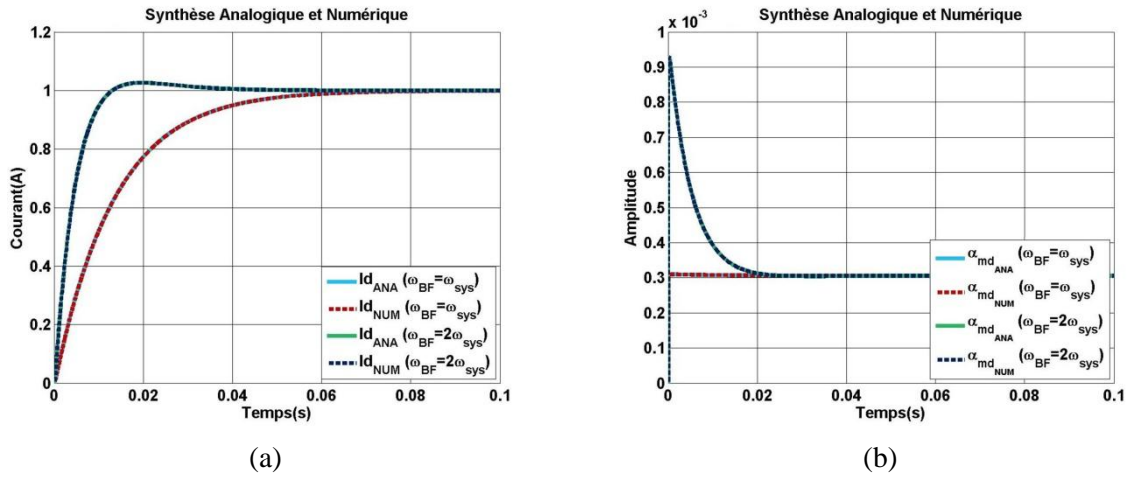 Synthèse Analogique et Numérique
1.2
1
0.8
0.6
0.4
0.2
0
Courant(A)
0 0.02 0.04 0.06 0.08 0.1
Temps(s)
Id_ANA (ω_BF=ω_sys)
Id_NUM (ω_BF=ω_sys)
Id_ANA (ω_BF=2ω_sys)
Id_NUM (ω_BF=2ω_sys)
(a)
Synthèse Analogique et Numérique
x 10^-3
1
0.9
0.8
0.7
0.6
0.5
0.4
0.3
0.2
0.1
0
Amplitude
0 0.02 0.04 0.06 0.08 0.1
Temps(s)
α_md_ANA (ω_BF=ω_sys)
α_md_NUM (ω_BF=ω_sys)
α_md_ANA (ω_BF=2ω_sys)
α_md_NUM (ω_BF=2ω_sys)
(b)